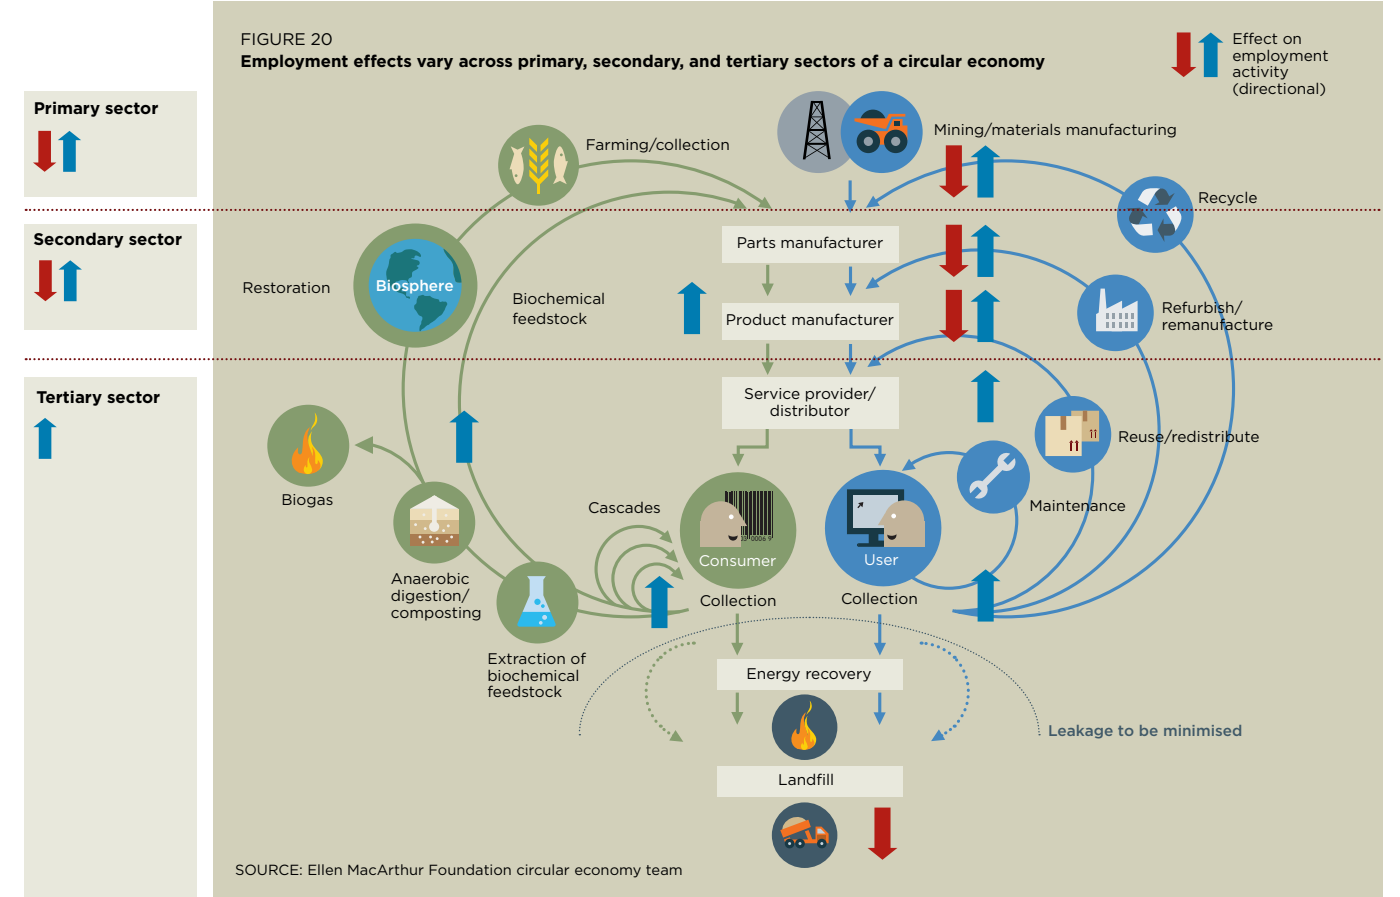 FIGURE 20
Employment effects vary across primary, secondary, and tertiary sectors of a circular economy
Effect on
employment
activity
(directional)
Primary sector
Farming/collection
Mining/materials manufacturing
Recycle
Secondary sector
Parts manufacturer
Restoration
Biosphere
Biochemical
feedstock
Product manufacturer
Refurbish/
remanufacture
Tertiary sector
Service provider/
distributor
Reuse/redistribute
Biogas
Cascades
Maintenance
Consumer
User
Anaerobic
digestion/
composting
Collection
Collection
Extraction of
biochemical
feedstock
Energy recovery
Leakage to be minimised
Landfill
SOURCE: Ellen MacArthur Foundation circular economy team